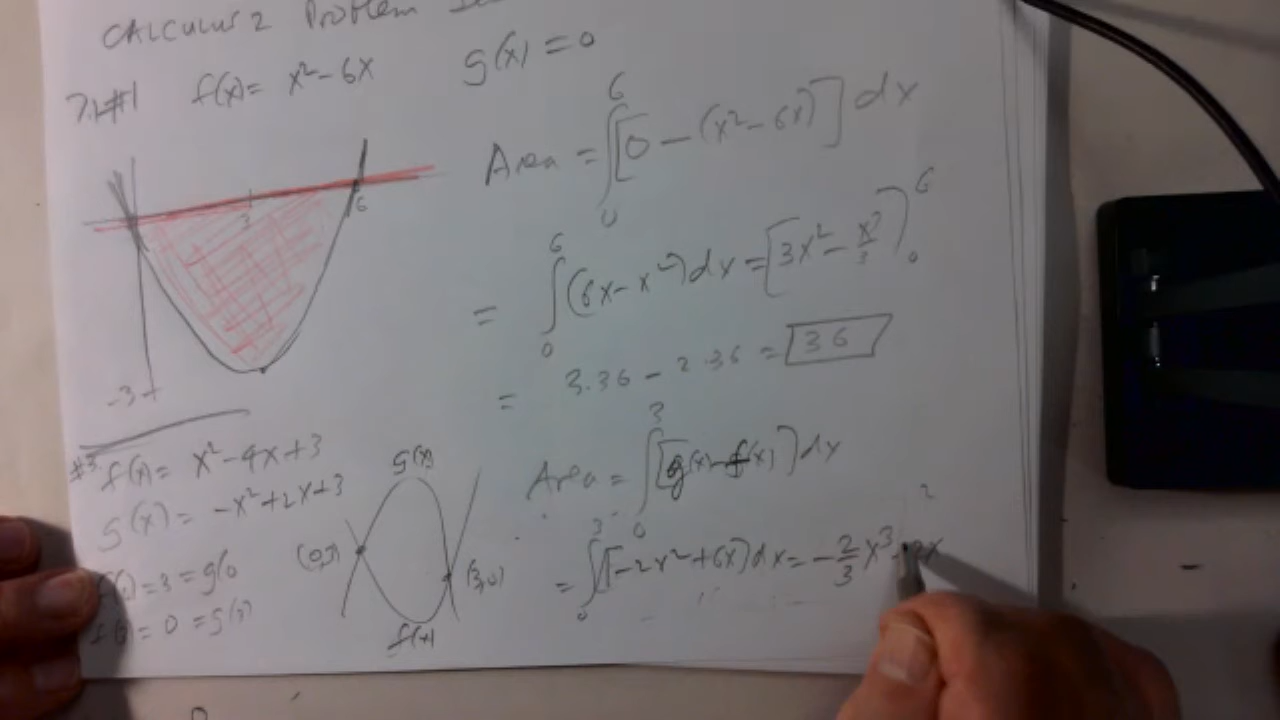 CALCULUS 2 Problem
7.1#1 f(x) = x² - 6x g(x) = 0
Area = ∫₀⁶ [0 - (x² - 6x)] dx
3
6
= ∫₀⁶ (6x - x²) dx = [3x² - x³/3]₀⁶
= 3·36 - 2·36 = 36
-3
#3 f(x) = x² - 4x + 3
g(x) = -x² + 2x + 3
g(x)
Area = ∫₀³ [g(x) - f(x)] dx
(0,3)
(3,0)
f(x)
f(0) = 3 = g(0
f(3) = 0 = g(3)
= ∫₀³ [-2x² + 6x] dx = -2/3 x³